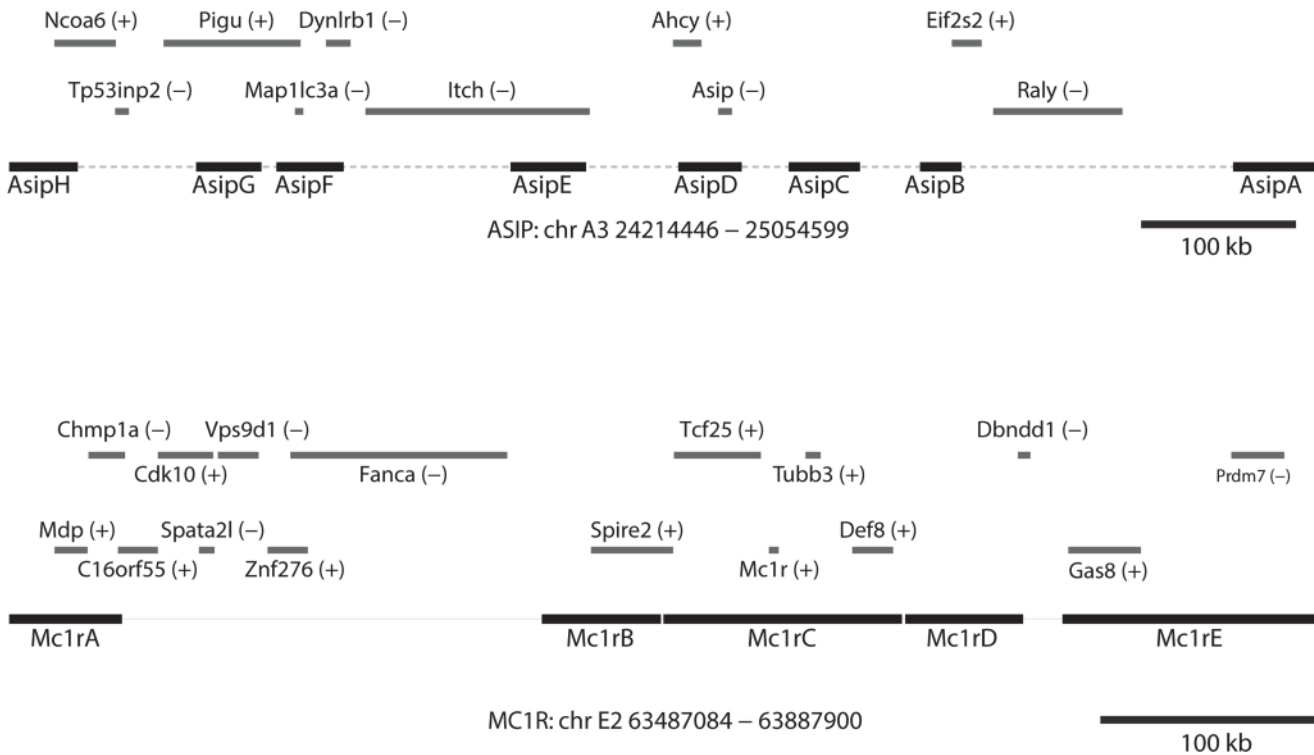 Ncoa6 (+) Pigu (+) Dynlrb1 (−) Ahcy (+) Eif2s2 (+)
Tp53inp2 (−) Map1lc3a (−) Itch (−) Asip (−) Raly (−)
AsipH AsipG AsipF AsipE AsipD AsipC AsipB AsipA
ASIP: chr A3 24214446 – 25054599
100 kb
Chmp1a (−) Vps9d1 (−) Tcf25 (+) Dbndd1 (−)
Cdk10 (+) Fanca (−) Tubb3 (+) Prdm7 (−)
Mdp (+) Spata2l (−) Spire2 (+) Def8 (+)
C16orf55 (+) Znf276 (+) Mc1r (+) Gas8 (+)
Mc1rA Mc1rB Mc1rC Mc1rD Mc1rE
MC1R: chr E2 63487084 – 63887900
100 kb